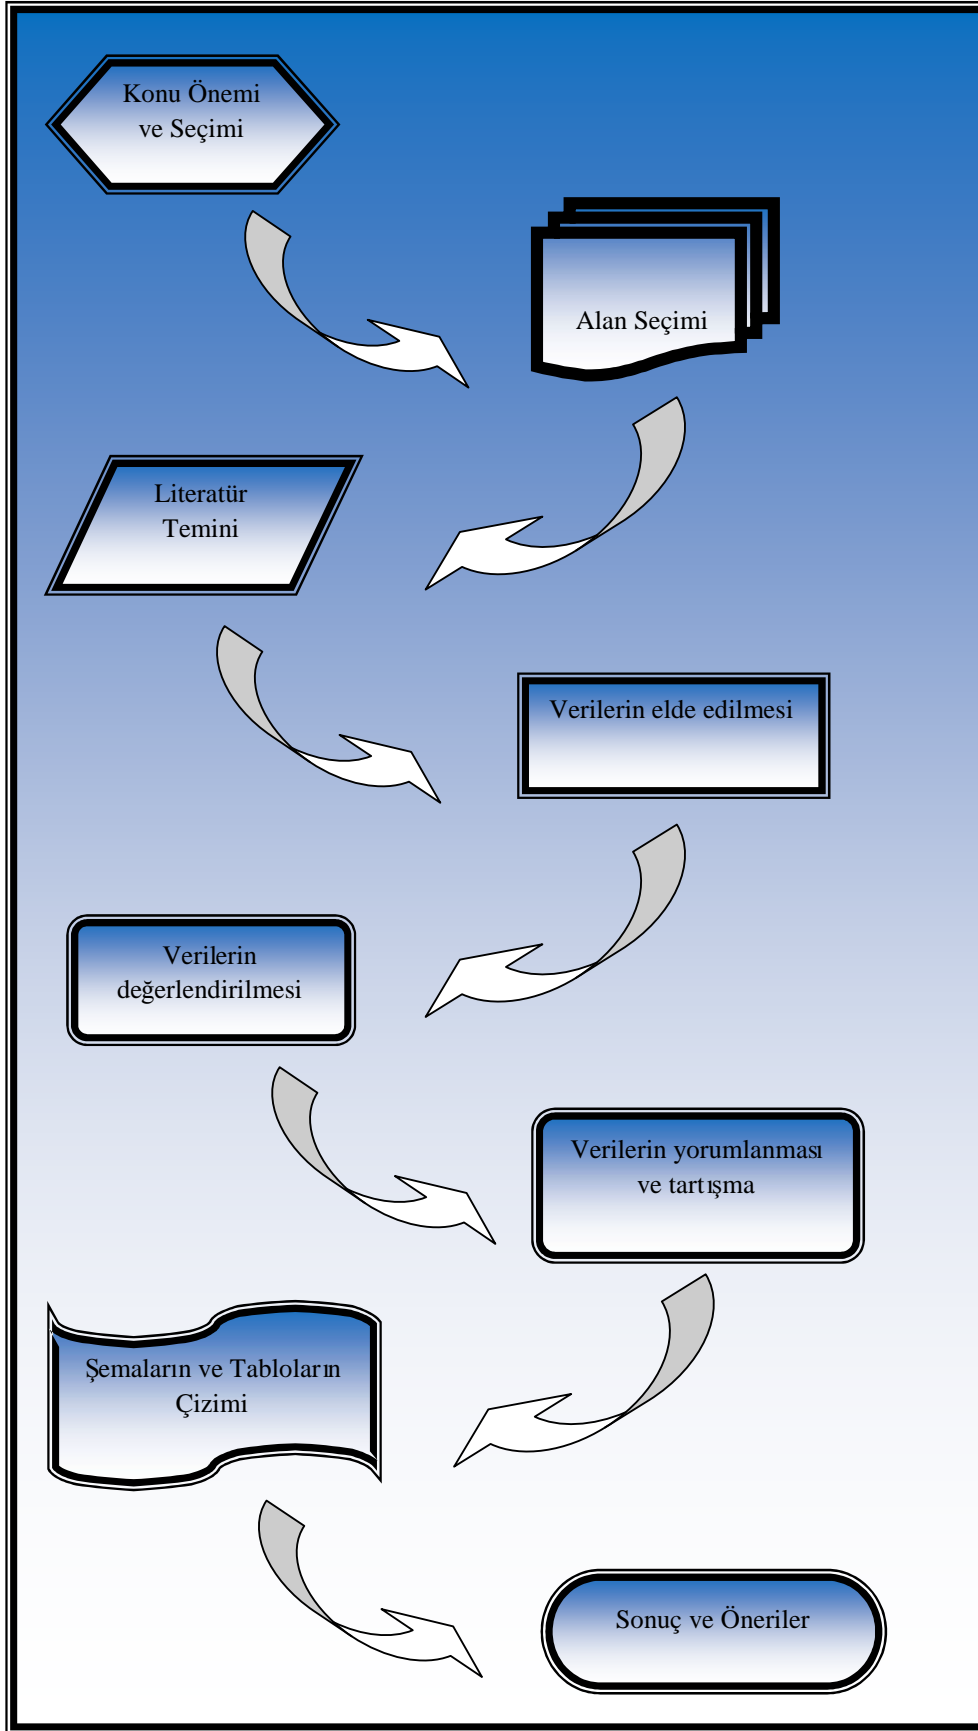 Konu Önemi
ve Seçimi
Alan Seçimi
Literatür
Temini
Verilerin elde edilmesi
Verilerin
değerlendirilmesi
Verilerin yorumlanması
ve tartışma
Şemaların ve Tabloların
Çizimi
Sonuç ve Öneriler